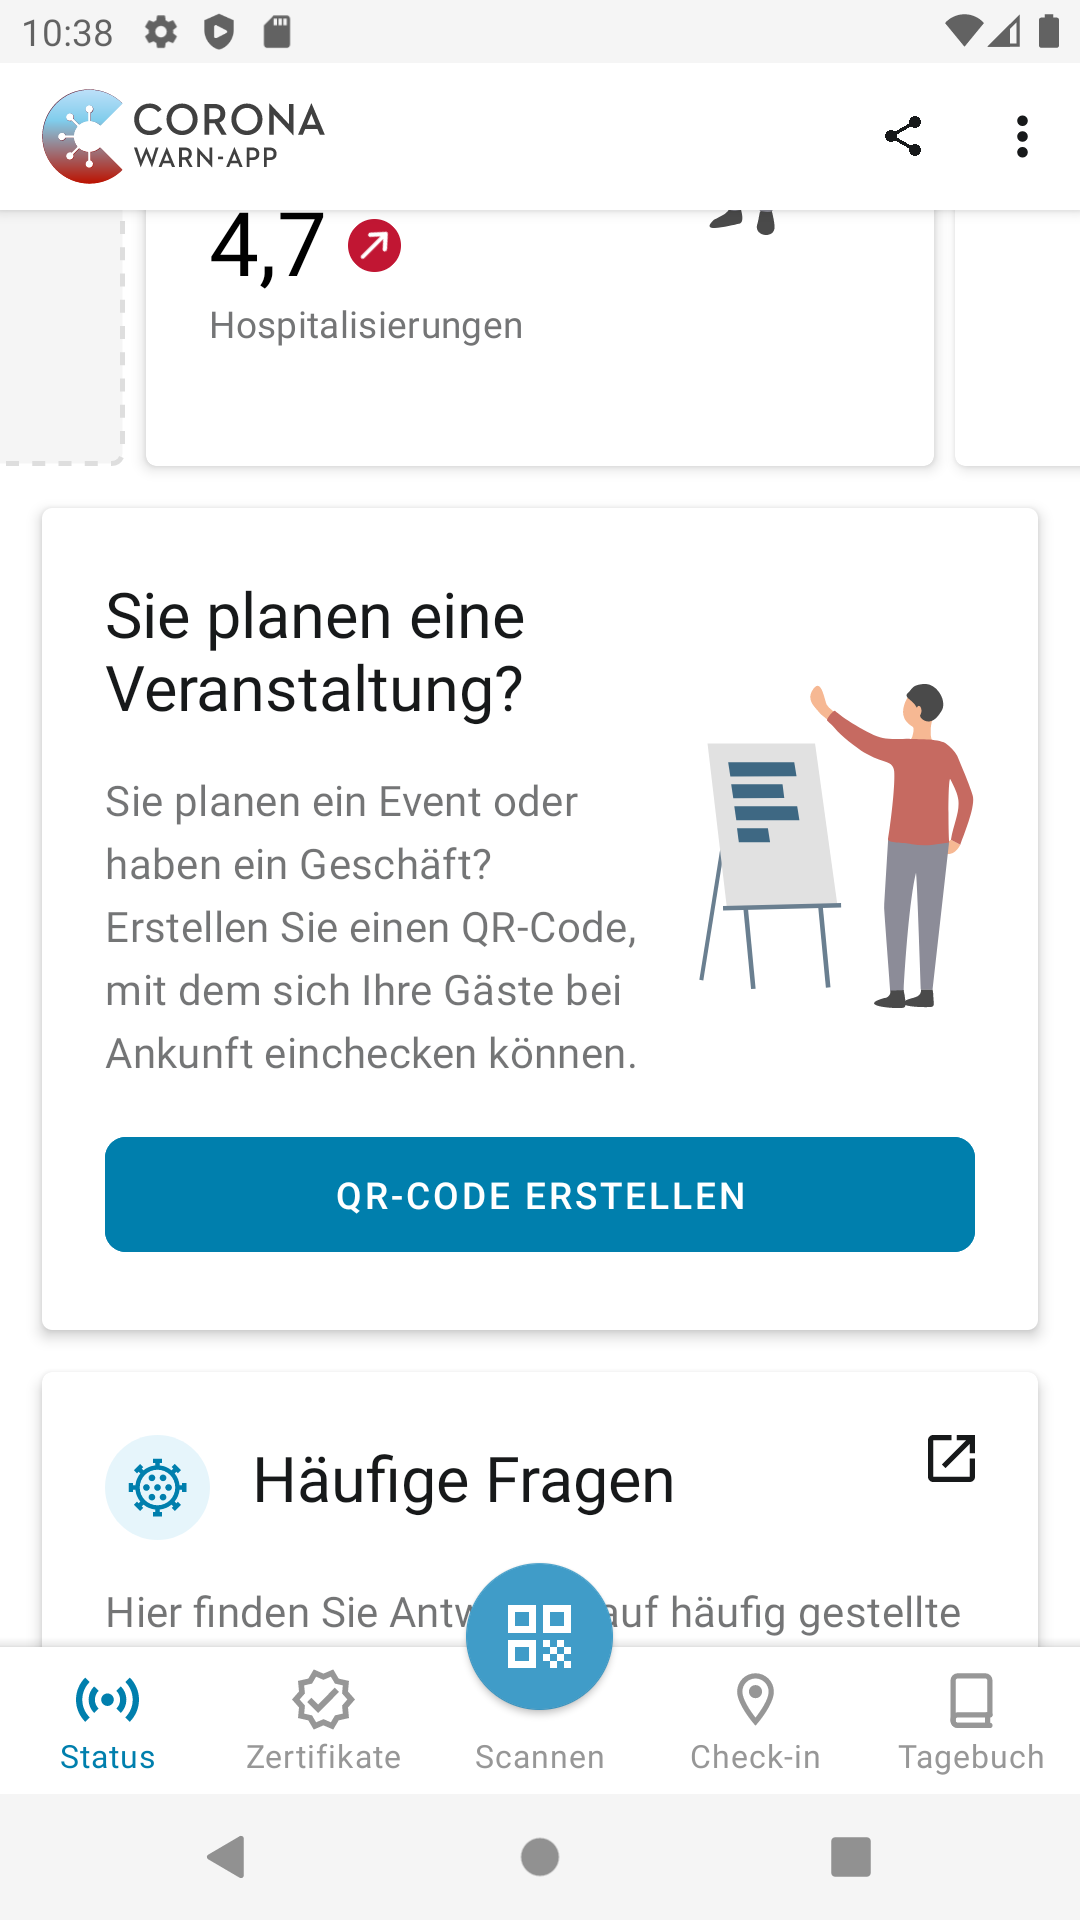 10:38
CORONA
WARN-APP
4,7
Hospitalisierungen
Sie planen eine
Veranstaltung?
Sie planen ein Event oder
haben ein Geschäft?
Erstellen Sie einen QR-Code,
mit dem sich Ihre Gäste bei
Ankunft einchecken können.
QR-CODE ERSTELLEN
Häufige Fragen
Hier finden Sie auf häufig gestellte
Status
Zertifikate
Scannen
Check-in
Tagebuch